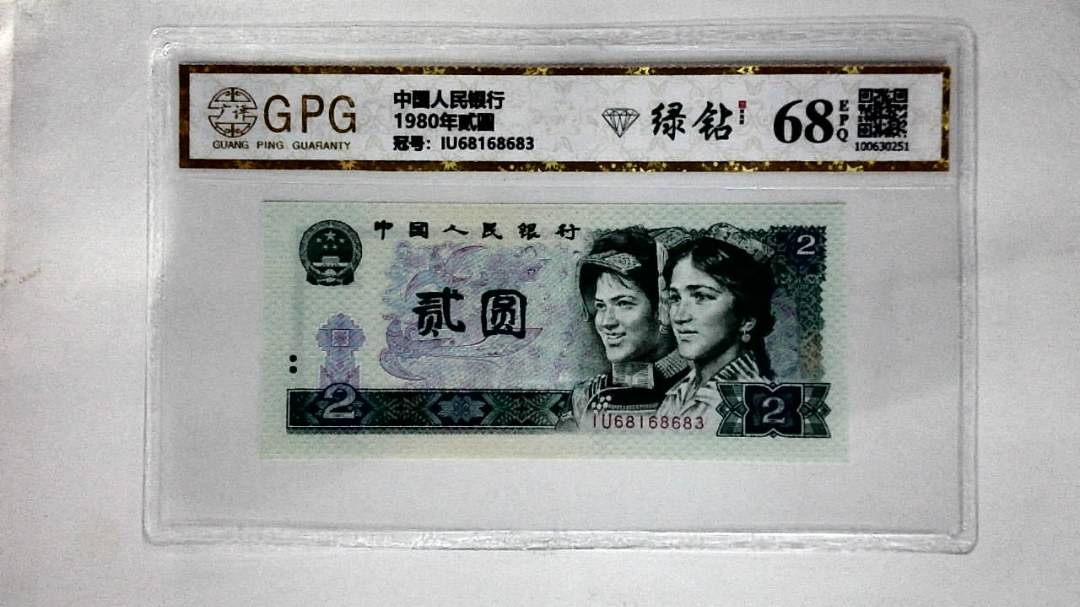 GPG
GUANG PING GUARANTY
中國人民银行
1980年贰圆
冠号：IU68168683
绿钻
68
EPQ
100630251
中国人民银行
2
贰圆
2
IU68168683
2